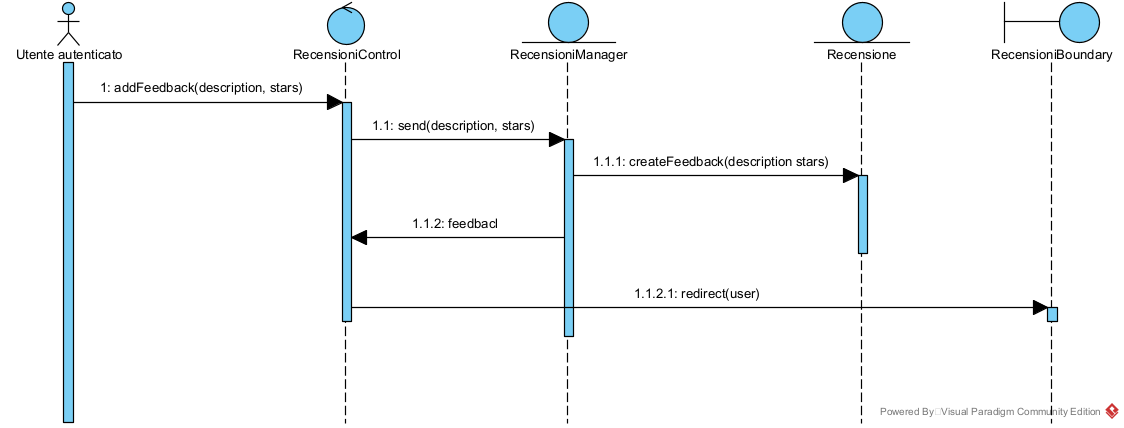 Utente autenticato
RecensioniControl
RecensioniManager
Recensione
RecensioniBoundary
1: addFeedback(description, stars)
1.1: send(description, stars)
1.1.1: createFeedback(description stars)
1.1.2: feedbacl
1.1.2.1: redirect(user)
Powered By Visual Paradigm Community Edition